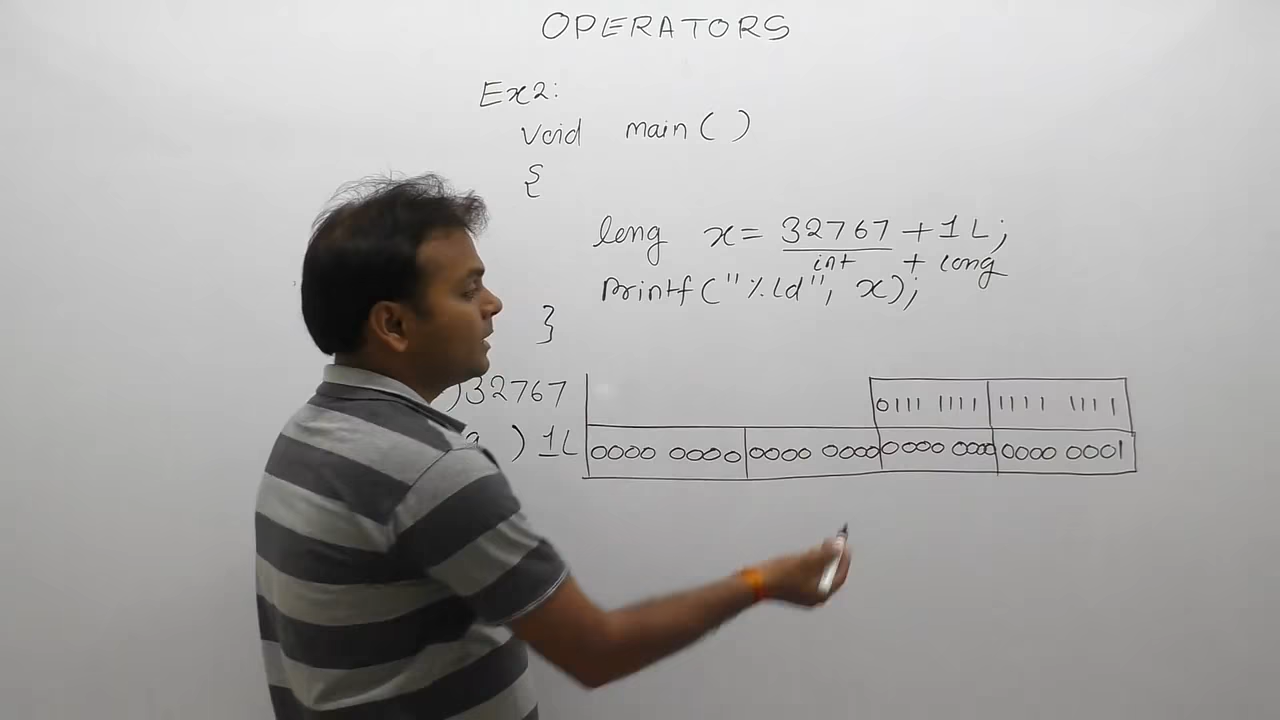 OPERATORS
Ex2:
void main( )
{
long x= 32767 + 1L;
int + long
printf("%ld", x);
}
)32767 0111 1111 1111 1111
) 1L 0000 0000 0000 0000 0000 0000 0000 0001